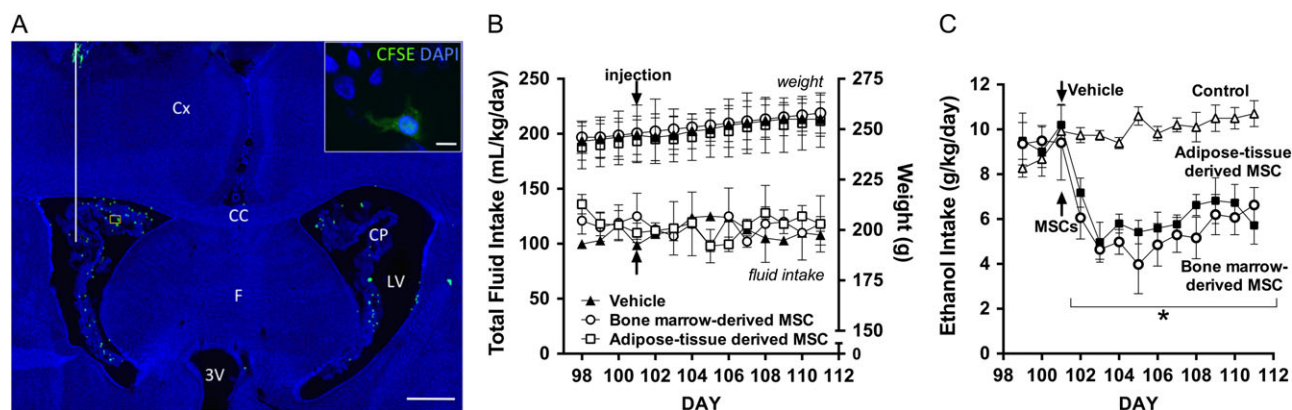 A
CFSE DAPI
Cx
CC
CP
LV
F
3V
B
Total Fluid Intake (mL/kg/day)
250
200
150
100
50
0
injection
weight
fluid intake
Vehicle
Bone marrow-derived MSC
Adipose-tissue derived MSC
275
250
225
200
175
150
0
Weight (g)
98 100 102 104 106 108 110 112
DAY
C
Ethanol Intake (g/kg/day)
12
10
8
6
4
2
0
Vehicle
Control
Adipose-tissue
derived MSC
MSCs
Bone marrow-
derived MSC
*
98 100 102 104 106 108 110 112
DAY